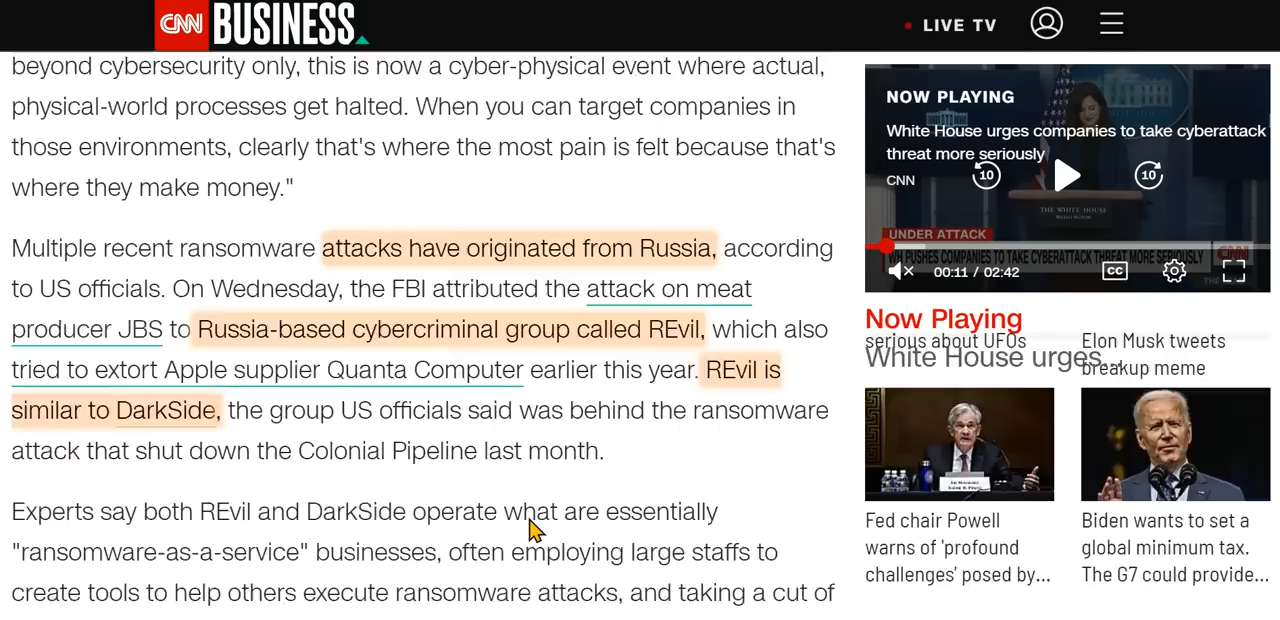 CNN BUSINESS
LIVE TV
beyond cybersecurity only, this is now a cyber-physical event where actual,
physical-world processes get halted. When you can target companies in
those environments, clearly that's where the most pain is felt because that's
where they make money."
Multiple recent ransomware attacks have originated from Russia, according
to US officials. On Wednesday, the FBI attributed the attack on meat
producer JBS to Russia-based cybercriminal group called REvil, which also
tried to extort Apple supplier Quanta Computer earlier this year. REvil is
similar to DarkSide, the group US officials said was behind the ransomware
attack that shut down the Colonial Pipeline last month.
Experts say both REvil and DarkSide operate what are essentially
"ransomware-as-a-service" businesses, often employing large staffs to
create tools to help others execute ransomware attacks, and taking a cut of
NOW PLAYING
White House urges companies to take cyberattack
threat more seriously
CNN
10
10
THE WHITE HOUSE
WASHINGTON
UNDER ATTACK
WH PUSHES COMPANIES TO TAKE CYBERATTACK THREAT MORE SERIOUSLY
CNN
00:11 / 02:42
CC
Now Playing
serious about UFOs
White House urges...
Elon Musk tweets
breakup meme
Fed chair Powell
warns of 'profound
challenges' posed by...
Biden wants to set a
global minimum tax.
The G7 could provide...